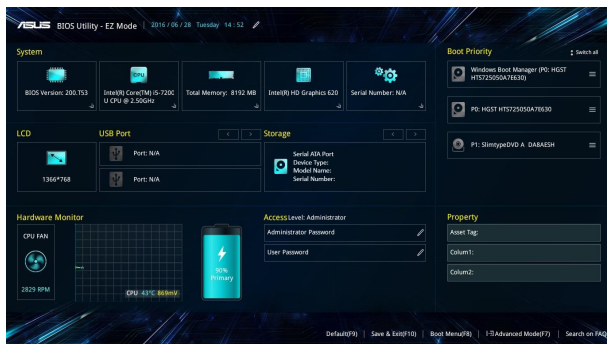 ASUS BIOS Utility - EZ Mode | 2016 / 06 / 28 Tuesday 14 : 52
System
BIOS Version: 200.T53
Intel(R) Core(TM) i5-7200
U CPU @ 2.50GHz
Total Memory: 8192 MB
Intel(R) HD Graphics 620
Serial Number: N/A
Boot Priority
Switch all
Windows Boot Manager (P0: HGST
HTS725050A7E630)
P0: HGST HTS725050A7E630
P1: SlimtypeDVD A DA8AESH
LCD
1366*768
USB Port
Port: N/A
Port: N/A
Storage
Serial ATA Port
Device Type:
Model Name:
Serial Number:
Hardware Monitor
CPU FAN
2829 RPM
CPU 43°C 869mV
50%
Primary
Access Level: Administrator
Administrator Password
User Password
Property
Asset Tag:
Colum1:
Colum2:
Default(F9) | Save & Exit(F10) | Boot Menu(F8) | Advanced Mode(F7) | Search on FAQ